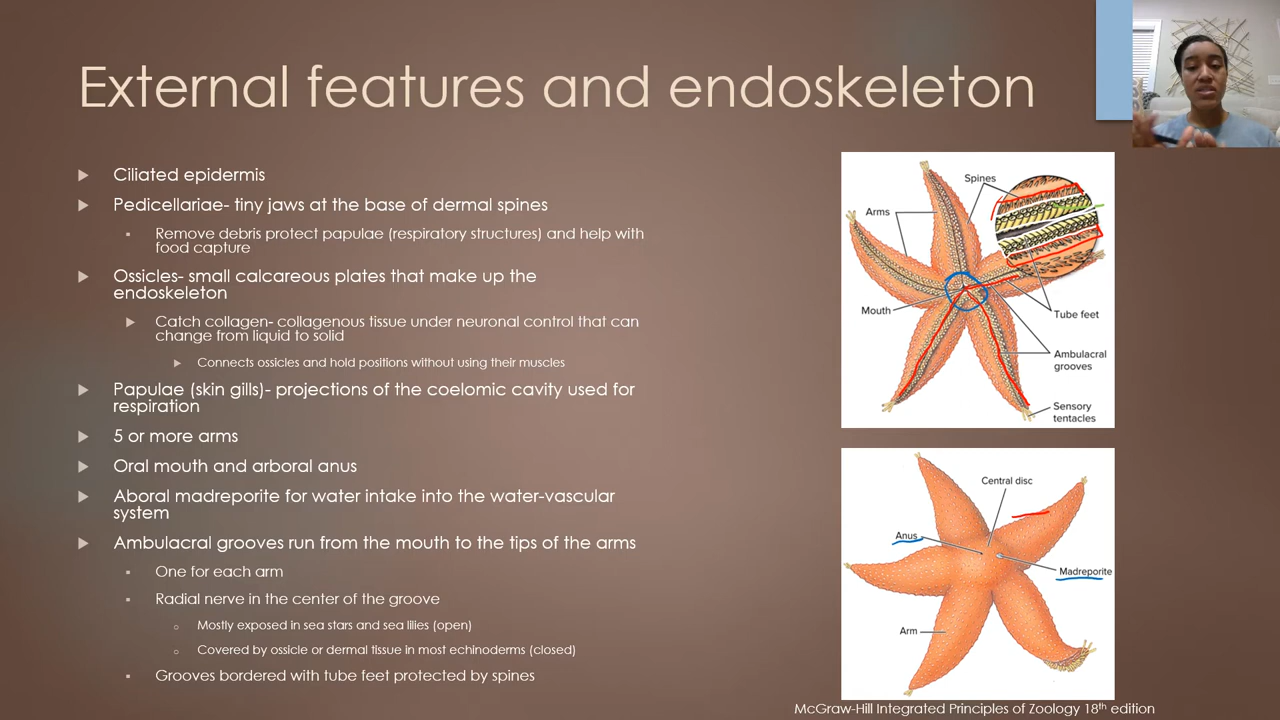 External features and endoskeleton
Ciliated epidermis
Pedicellariae- tiny jaws at the base of dermal spines
Remove debris protect papulae (respiratory structures) and help with
food capture
Ossicles- small calcareous plates that make up the
endoskeleton
Catch collagen- collagenous tissue under neuronal control that can
change from liquid to solid
Connects ossicles and hold positions without using their muscles
Papulae (skin gills)- projections of the coelomic cavity used for
respiration
5 or more arms
Oral mouth and arboral anus
Aboral madreporite for water intake into the water-vascular
system
Ambulacral grooves run from the mouth to the tips of the arms
One for each arm
Radial nerve in the center of the groove
Mostly exposed in sea stars and sea lilies (open)
Covered by ossicle or dermal tissue in most echinoderms (closed)
Grooves bordered with tube feet protected by spines
Spines
Arms
Mouth
Tube feet
Ambulacral
grooves
Sensory
tentacles
Central disc
Anus
Madreporite
Arm
McGraw-Hill Integrated Principles of Zoology 18th edition